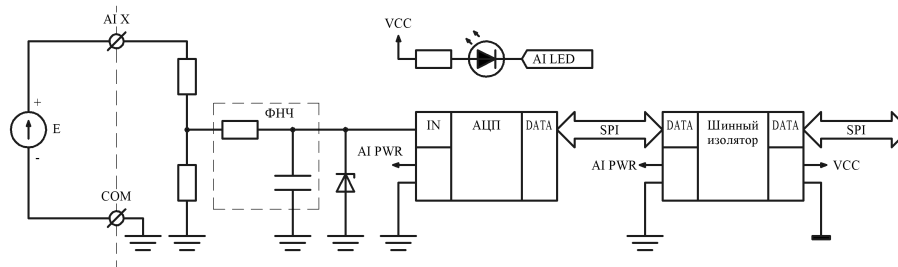 AI X
VCC
AI LED
ФНЧ
+
E
-
IN
АЦП
DATA
SPI
DATA
Шинный
изолятор
DATA
SPI
AI PWR
AI PWR
VCC
COM